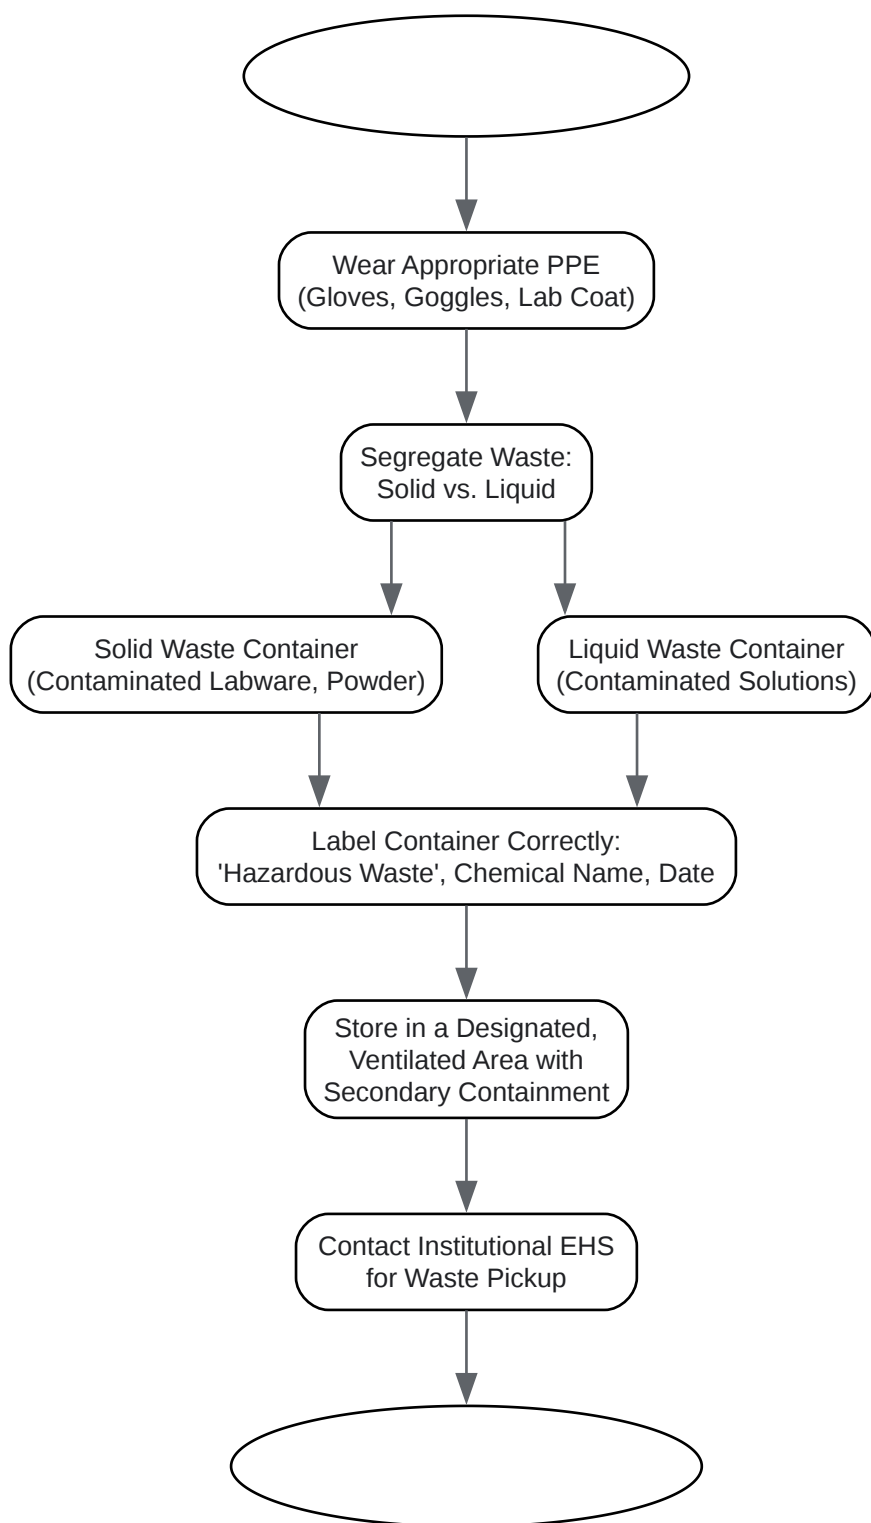 Wear Appropriate PPE
(Gloves, Goggles, Lab Coat)
Segregate Waste:
Solid vs. Liquid
Solid Waste Container
(Contaminated Labware, Powder)
Liquid Waste Container
(Contaminated Solutions)
Label Container Correctly:
'Hazardous Waste', Chemical Name, Date
Store in a Designated,
Ventilated Area with
Secondary Containment
Contact Institutional EHS
for Waste Pickup